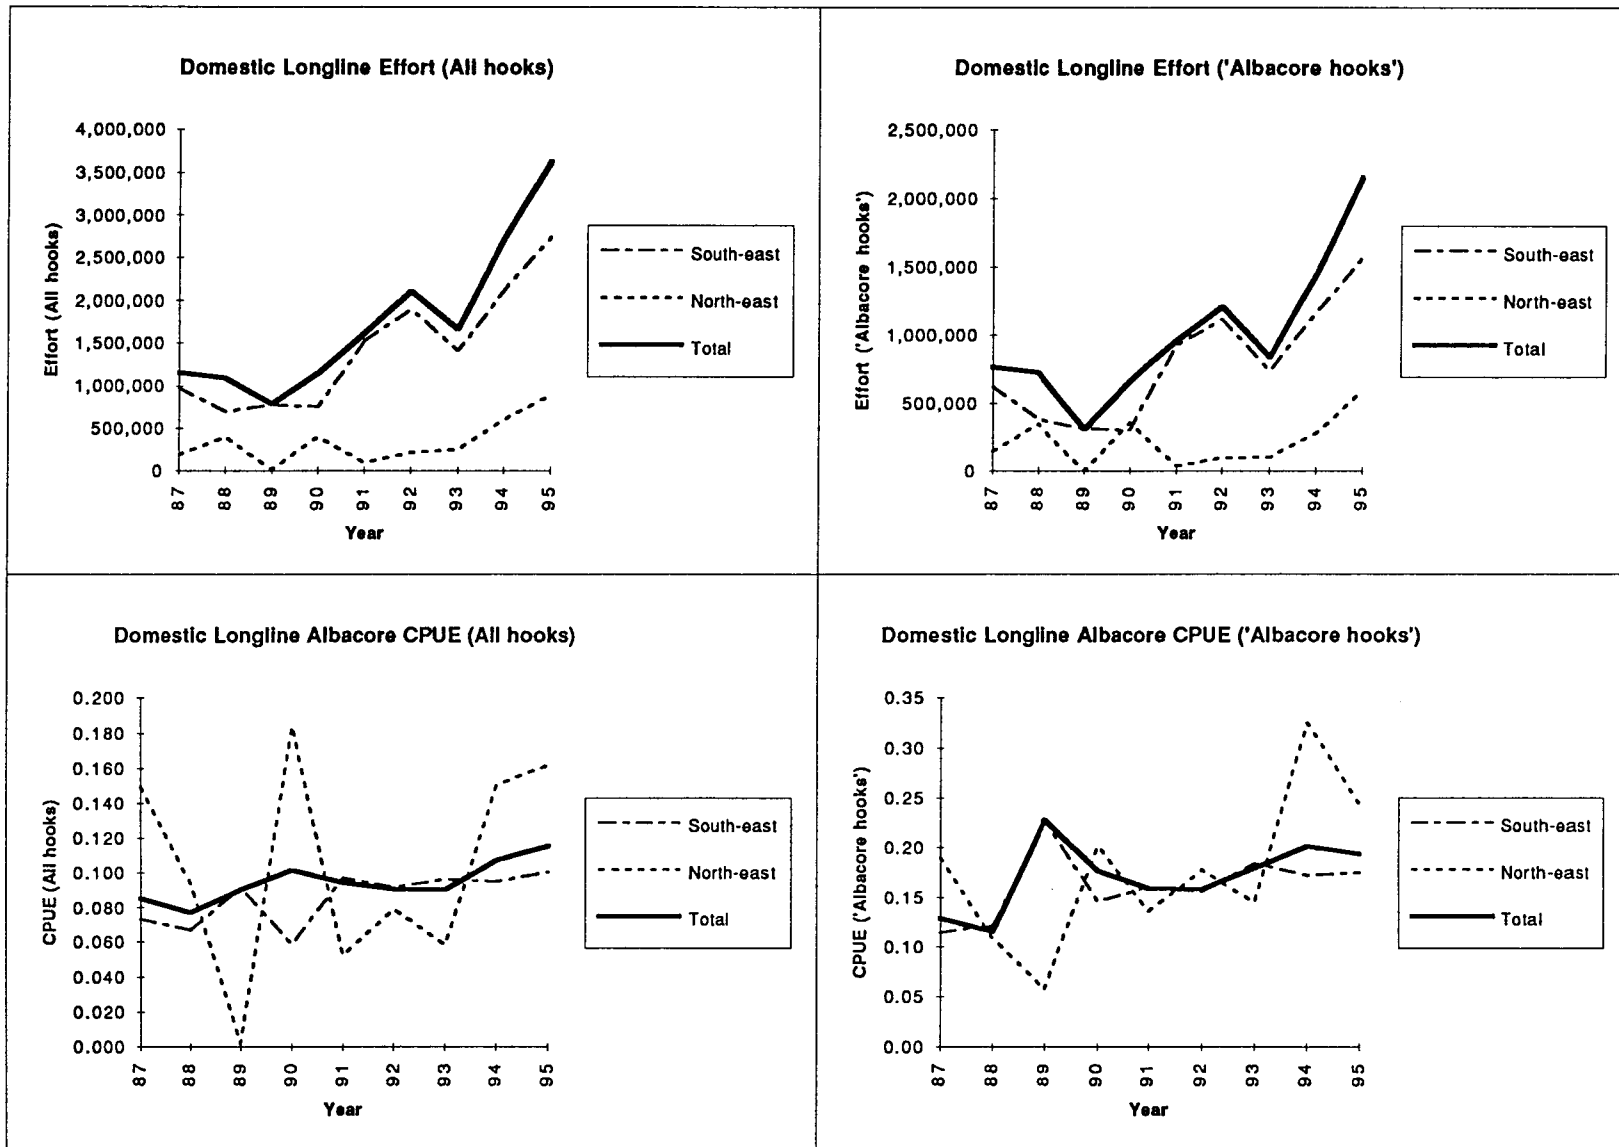 Domestic Longline Effort (All hooks)
Effort (All hooks)
4,000,000
3,500,000
3,000,000
2,500,000
2,000,000
1,500,000
1,000,000
500,000
0
87
88
89
90
91
92
93
94
95
Year
South-east
North-east
Total
Domestic Longline Effort ('Albacore hooks')
Effort ('Albacore hooks')
2,500,000
2,000,000
1,500,000
1,000,000
500,000
0
87
88
89
90
91
92
93
94
95
Year
South-east
North-east
Total
Domestic Longline Albacore CPUE (All hooks)
CPUE (All hooks)
0.200
0.180
0.160
0.140
0.120
0.100
0.080
0.060
0.040
0.020
0.000
87
88
89
90
91
92
93
94
95
Year
South-east
North-east
Total
Domestic Longline Albacore CPUE ('Albacore hooks')
CPUE ('Albacore hooks')
0.35
0.30
0.25
0.20
0.15
0.10
0.05
0.00
87
88
89
90
91
92
93
94
95
Year
South-east
North-east
Total